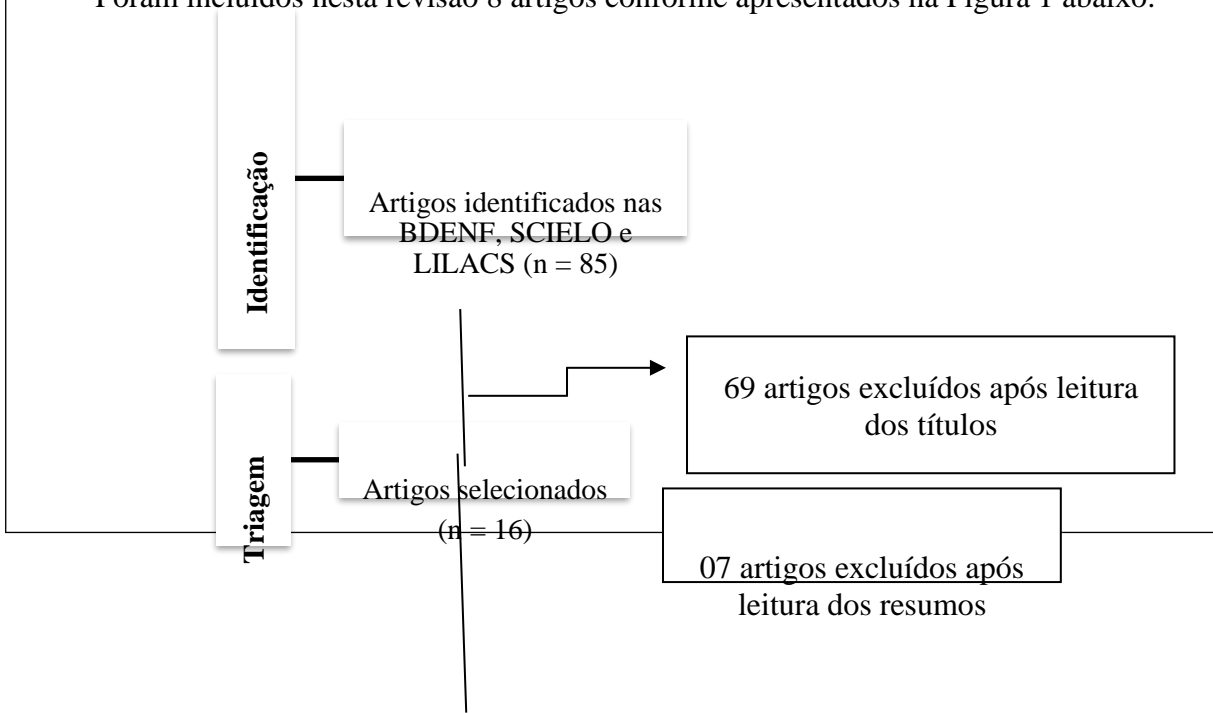 Foram incluídos nesta revisão 8 artigos conforme apresentados na Figura 1 abaixo:
Identificação
Artigos identificados nas
BDENF, SCIELO e
LILACS (n = 85)
69 artigos excluídos após leitura
dos títulos
Triagem
Artigos selecionados
(n = 16)
07 artigos excluídos após
leitura dos resumos